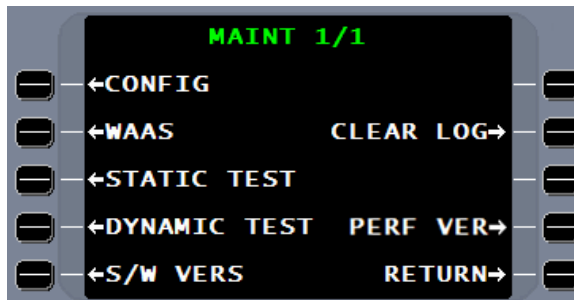 MAINT 1/1
←CONFIG
←WAAS CLEAR LOG→
←STATIC TEST
←DYNAMIC TEST PERF VER→
←S/W VERS RETURN→